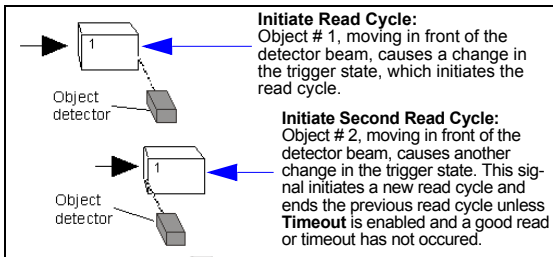 Initiate Read Cycle:
Object # 1, moving in front of the
detector beam, causes a change in
the trigger state, which initiates the
read cycle.
1
Object
detector
Initiate Second Read Cycle:
Object # 2, moving in front of the
detector beam, causes another
change in the trigger state. This sig-
nal initiates a new read cycle and
ends the previous read cycle unless
Timeout is enabled and a good read
or timeout has not occured.
1
Object
detector